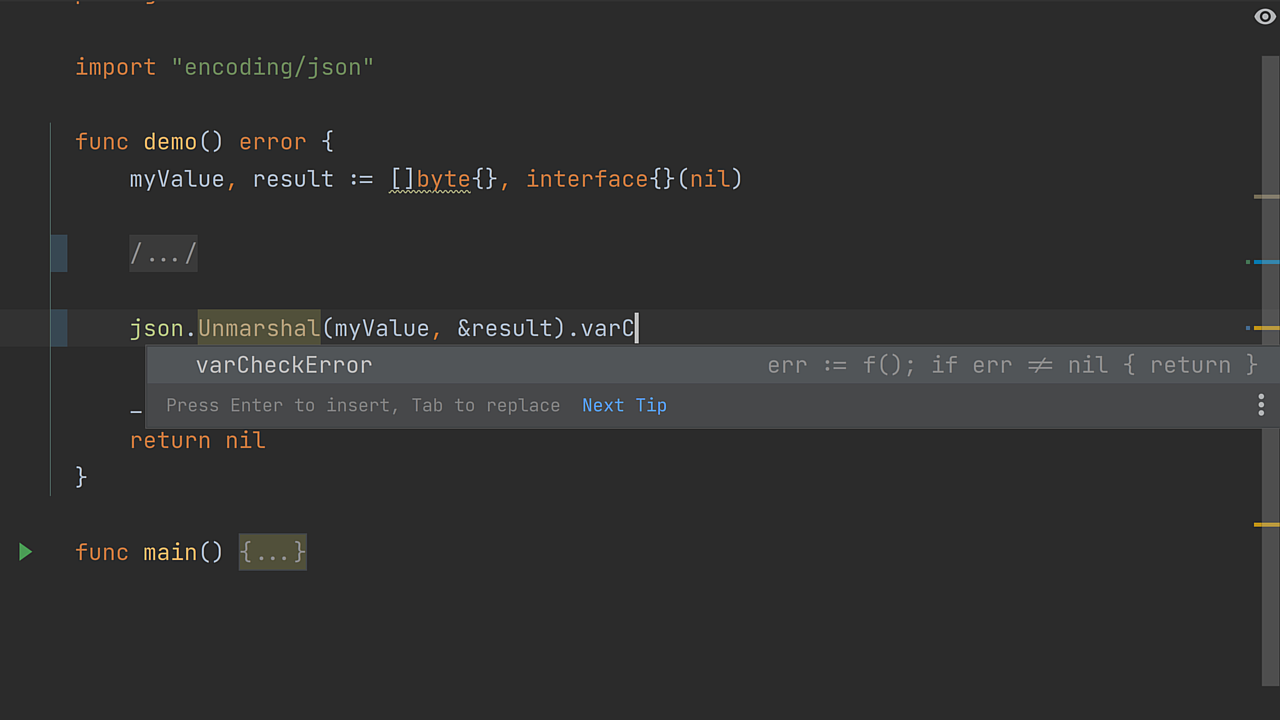 import "encoding/json"
func demo() error {
myValue, result := []byte{}, interface{}(nil)
/.../
json.Unmarshal(myValue, &result).varC
varCheckError err := f(); if err ≠ nil { return }
_ Press Enter to insert, Tab to replace Next Tip
return nil
}
func main() {...}